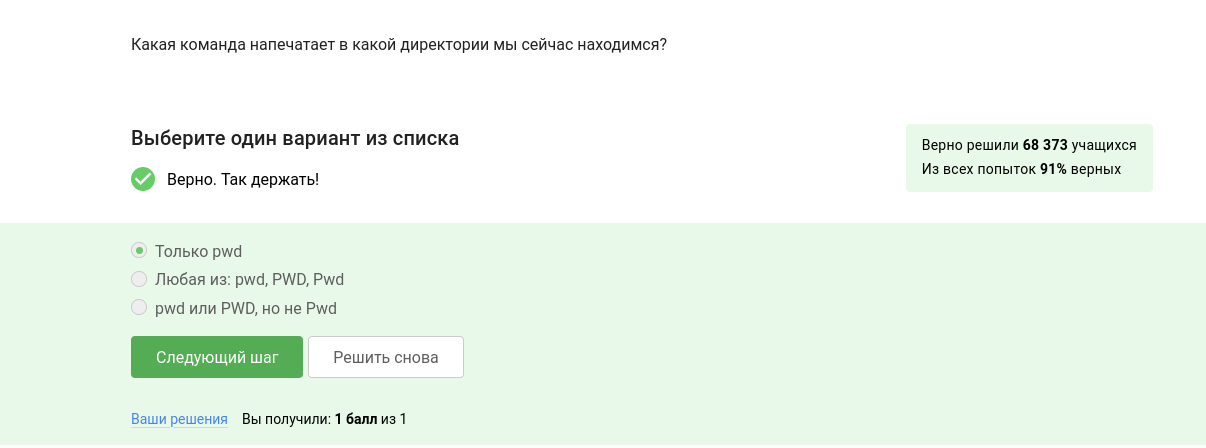 Какая команда напечатает в какой директории мы сейчас находимся?
Выберите один вариант из списка
Верно. Так держать!
Верно решили 68 373 учащихся
Из всех попыток 91% верных
Только pwd
Любая из: pwd, PWD, Pwd
pwd или PWD, но не Pwd
Следующий шаг
Решить снова
Ваши решения
Вы получили: 1 балл из 1